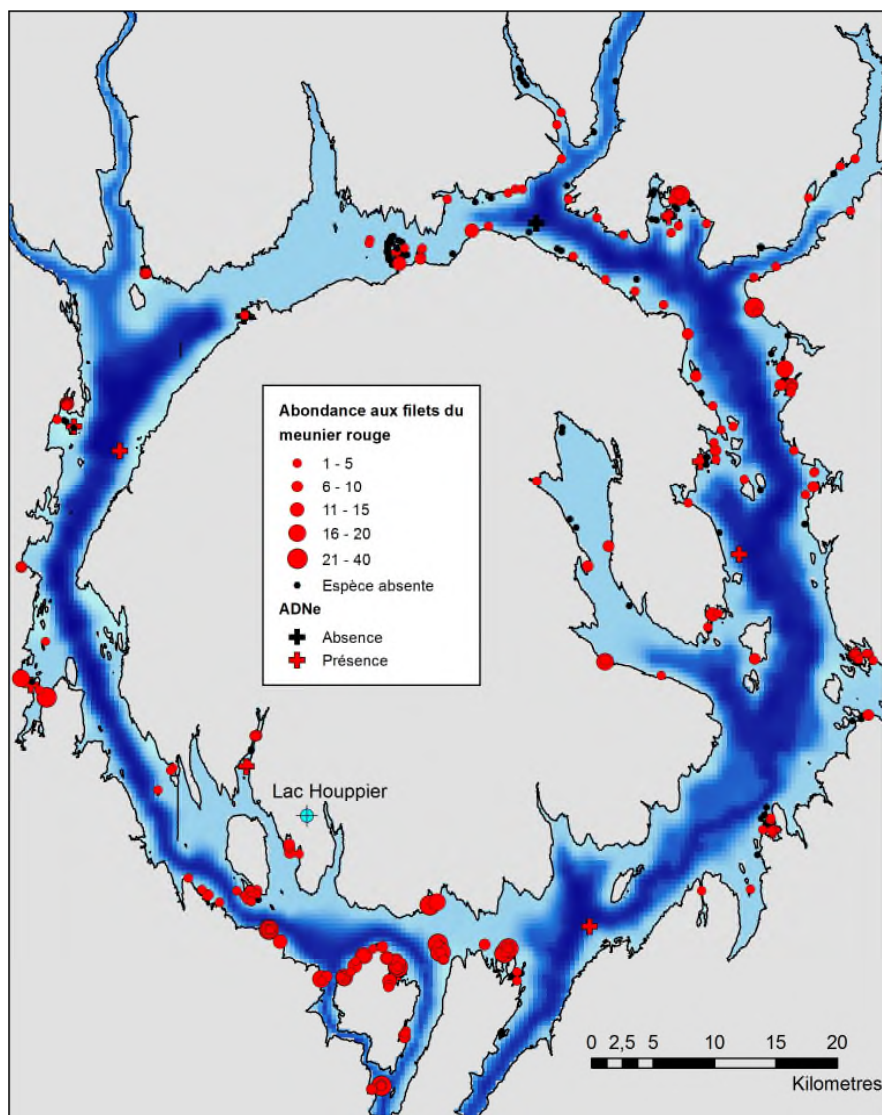 Abondance aux filets du
meunier rouge
1 - 5
6 - 10
11 - 15
16 - 20
21 - 40
Espèce absente
ADNe
Absence
Présence
Lac Houppier
0 2,5 5 10 15 20
Kilometres